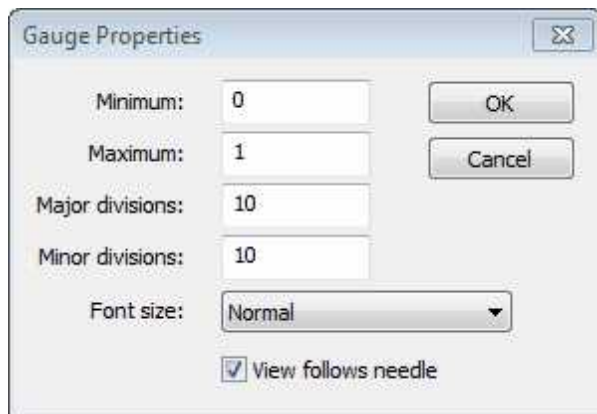 Gauge Properties
Minimum: 0 OK
Maximum: 1 Cancel
Major divisions: 10
Minor divisions: 10
Font size: Normal
View follows needle